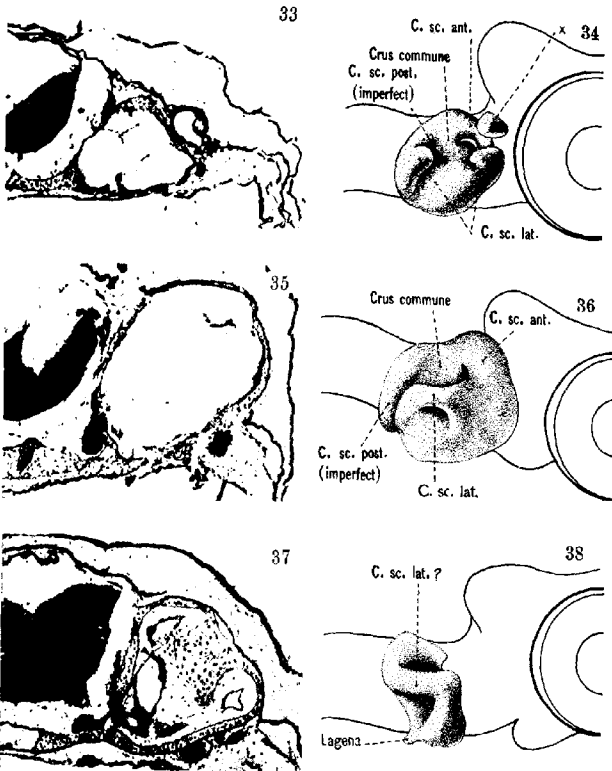 33
C. sc. ant.
x
34
Crus commune
C. sc. post.
(imperfect)
C. sc. lat.
35
Crus commune
36
C. sc. ant.
C. sc. post.
(imperfect)
C. sc. lat.
37
38
C. sc. lat. ?
Lagena